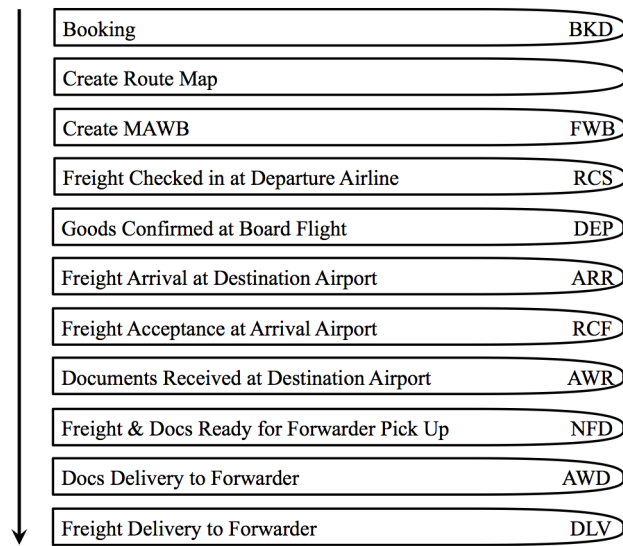 Booking BKD
Create Route Map
Create MAWB FWB
Freight Checked in at Departure Airline RCS
Goods Confirmed at Board Flight DEP
Freight Arrival at Destination Airport ARR
Freight Acceptance at Arrival Airport RCF
Documents Received at Destination Airport AWR
Freight & Docs Ready for Forwarder Pick Up NFD
Docs Delivery to Forwarder AWD
Freight Delivery to Forwarder DLV